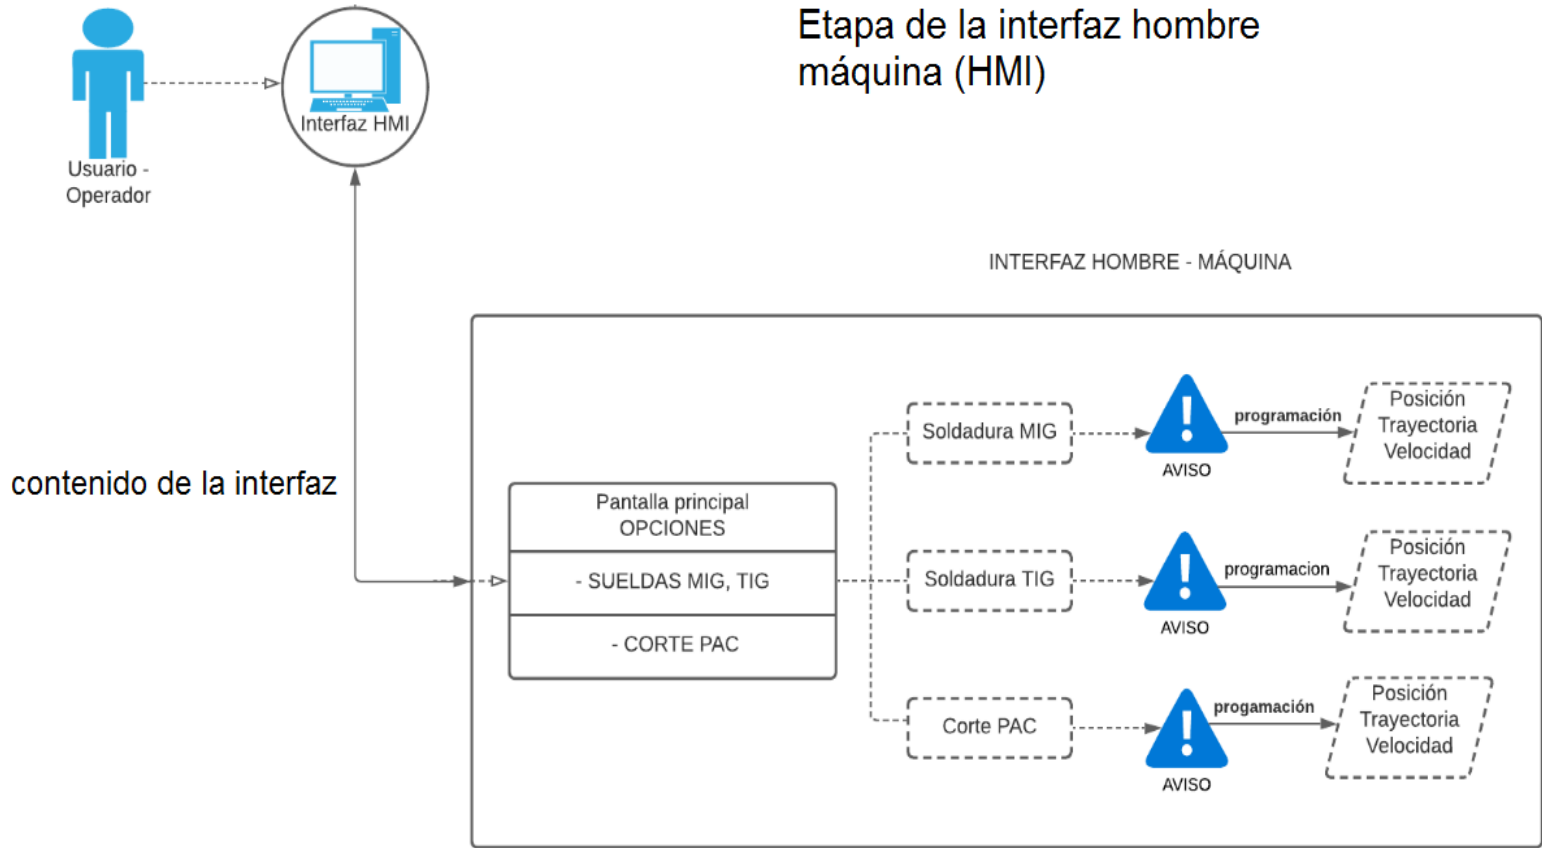 Etapa de la interfaz hombre
máquina (HMI)
Interfaz HMI
Usuario -
Operador
INTERFAZ HOMBRE - MÁQUINA
contenido de la interfaz
Pantalla principal
OPCIONES
- SUELDAS MIG, TIG
- CORTE PAC
Soldadura MIG
AVISO
programación
Posición
Trayectoria
Velocidad
Soldadura TIG
AVISO
programacion
Posición
Trayectoria
Velocidad
Corte PAC
AVISO
progamación
Posición
Trayectoria
Velocidad